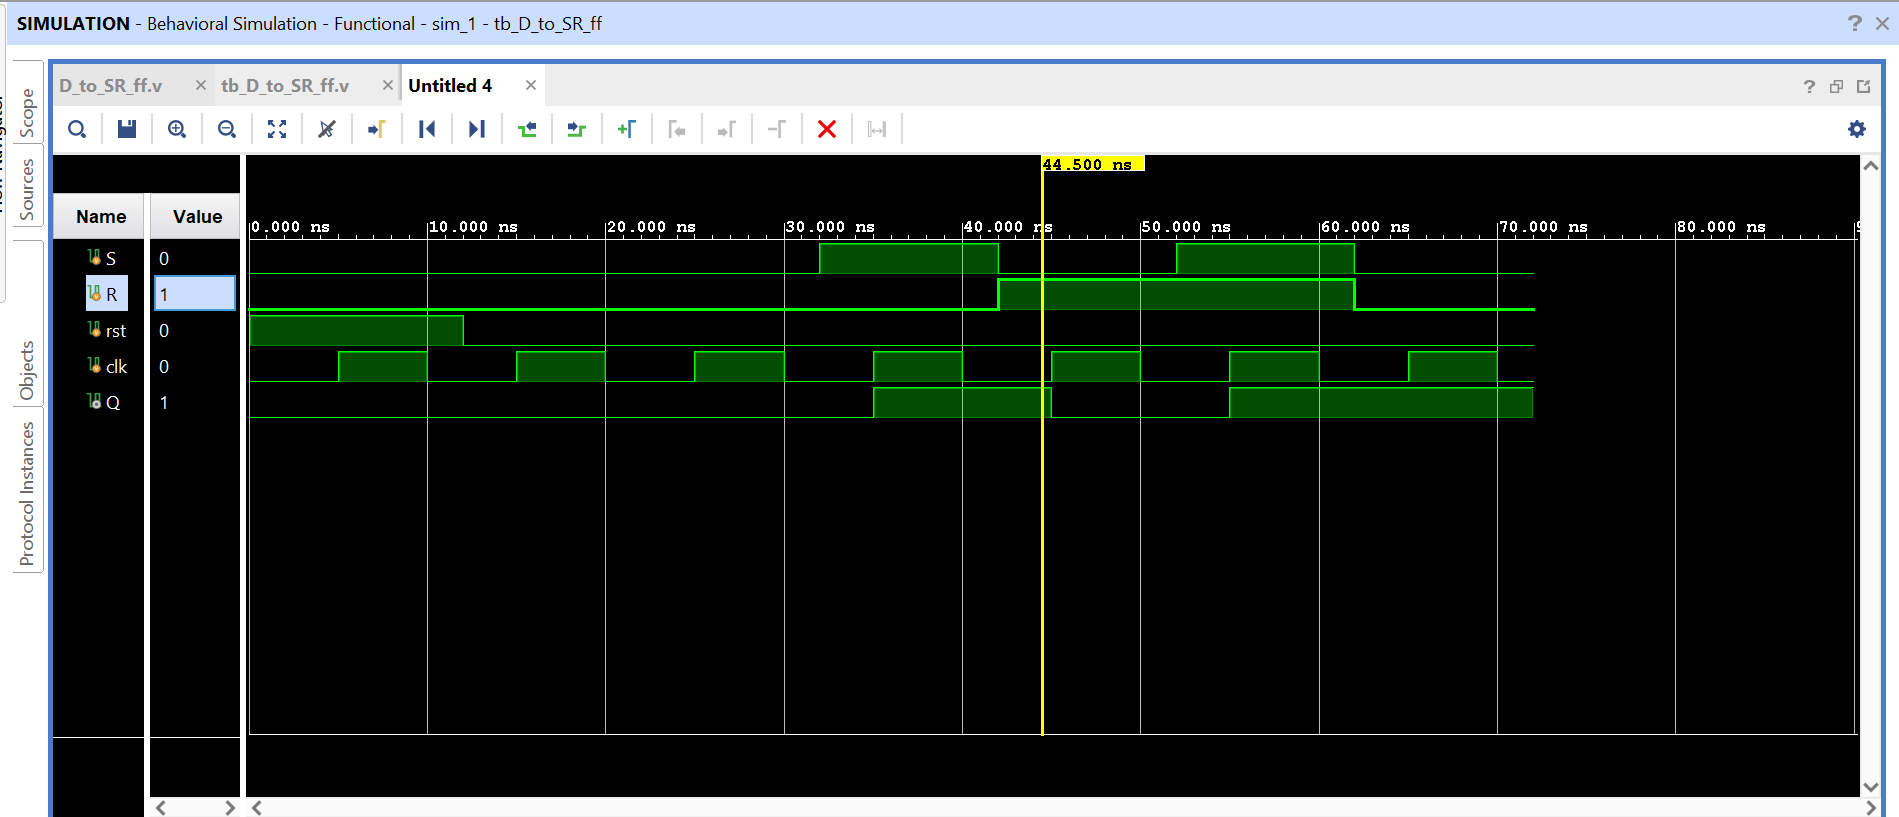 SIMULATION - Behavioral Simulation - Functional - sim_1 - tb_D_to_SR_ff
D_to_SR_ff.v
tb_D_to_SR_ff.v
Untitled 4
Scope
Sources
Objects
Protocol Instances
44.500 ns
Name
Value
0.000 ns
10.000 ns
20.000 ns
30.000 ns
40.000 ns
50.000 ns
60.000 ns
70.000 ns
80.000 ns
S
0
R
1
rst
0
clk
0
Q
1